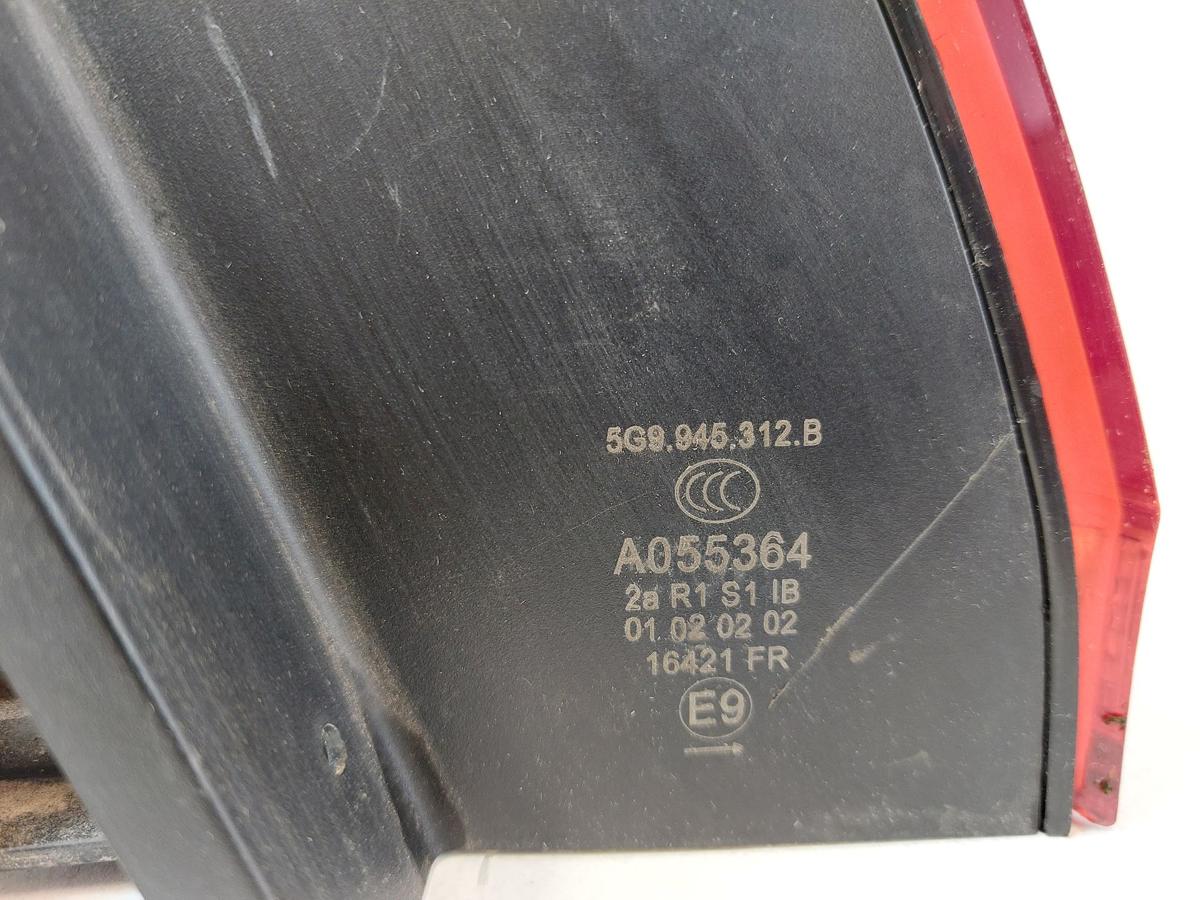 5G9.945.312.B
CCC
A055364
2a R1 S1 IB
01 02 02 02
16421 FR
E9